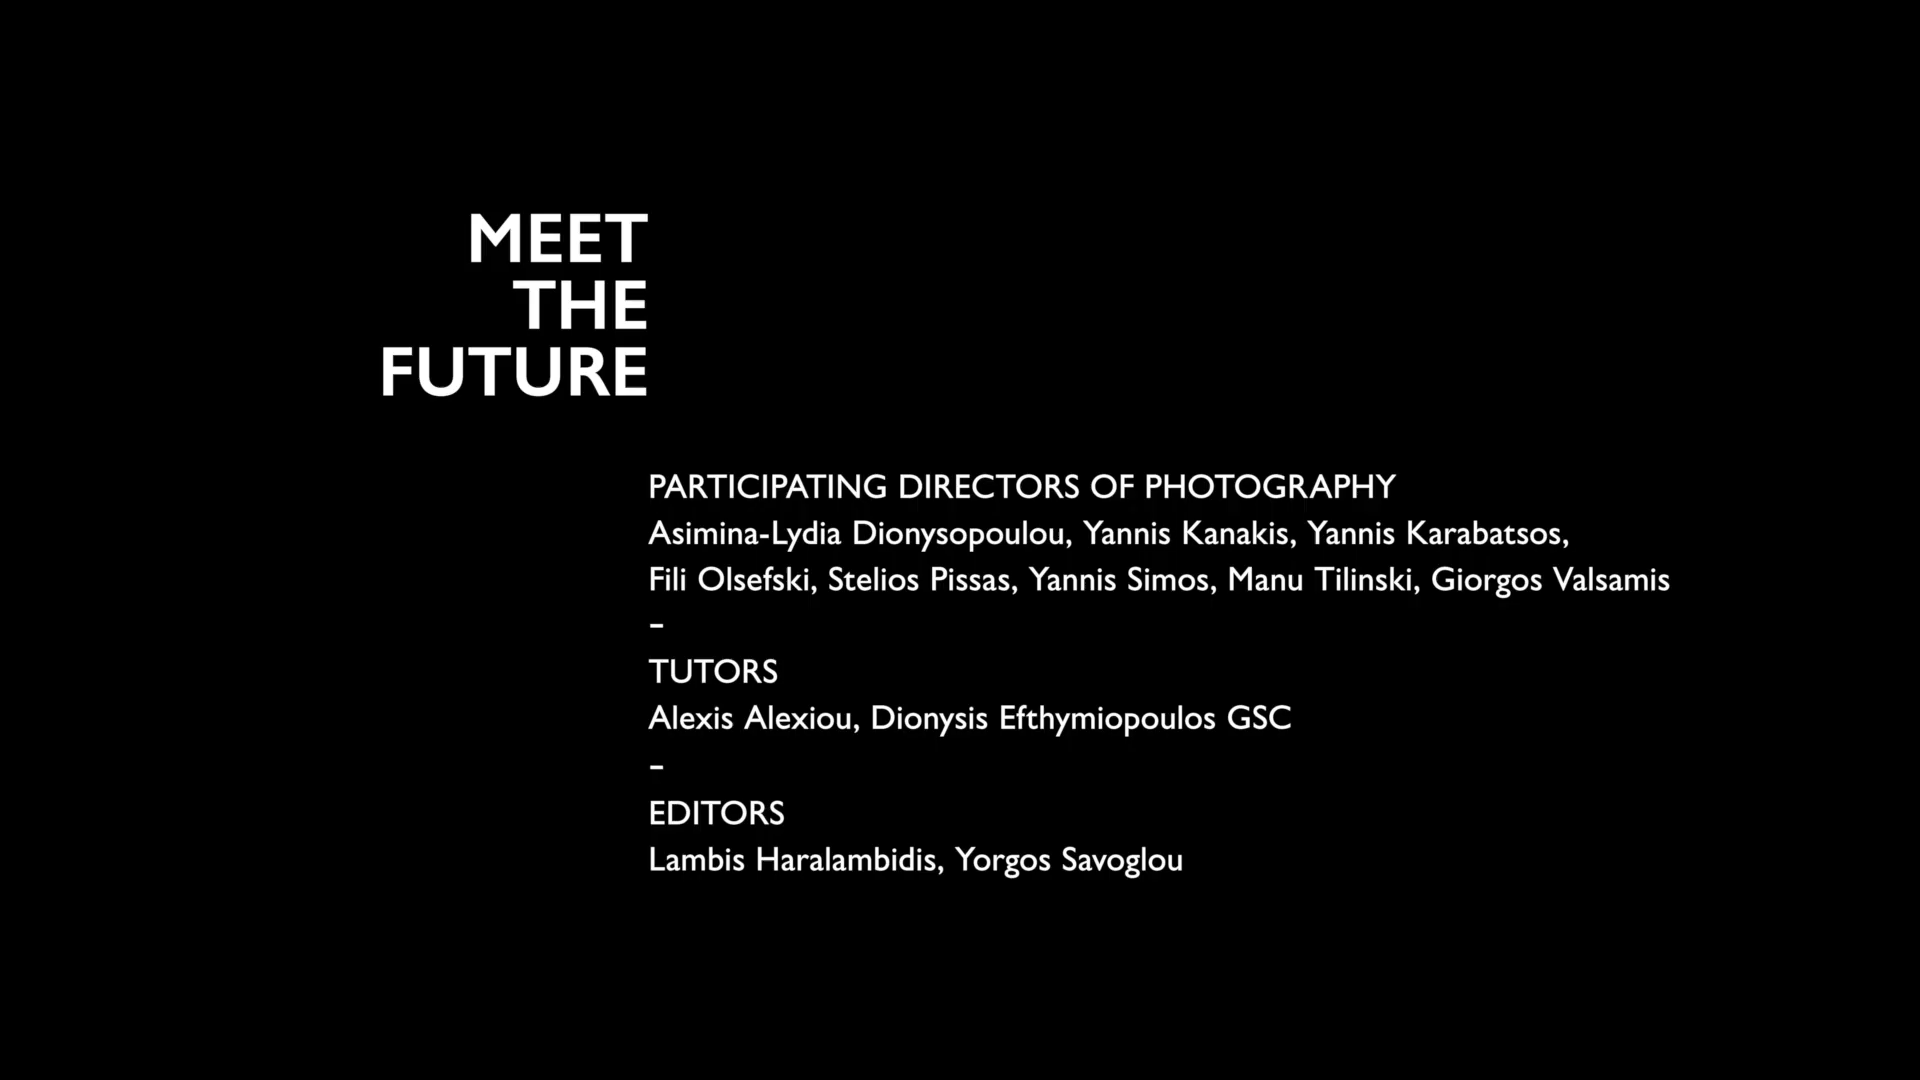 MEET
THE
FUTURE
PARTICIPATING DIRECTORS OF PHOTOGRAPHY
Asimina-Lydia Dionysopoulou, Yannis Kanakis, Yannis Karabatsos,
Fili Olsefski, Stelios Pissas, Yannis Simos, Manu Tilinski, Giorgos Valsamis
–
TUTORS
Alexis Alexiou, Dionysis Efthymiopoulos GSC
–
EDITORS
Lambis Haralambidis, Yorgos Savoglou